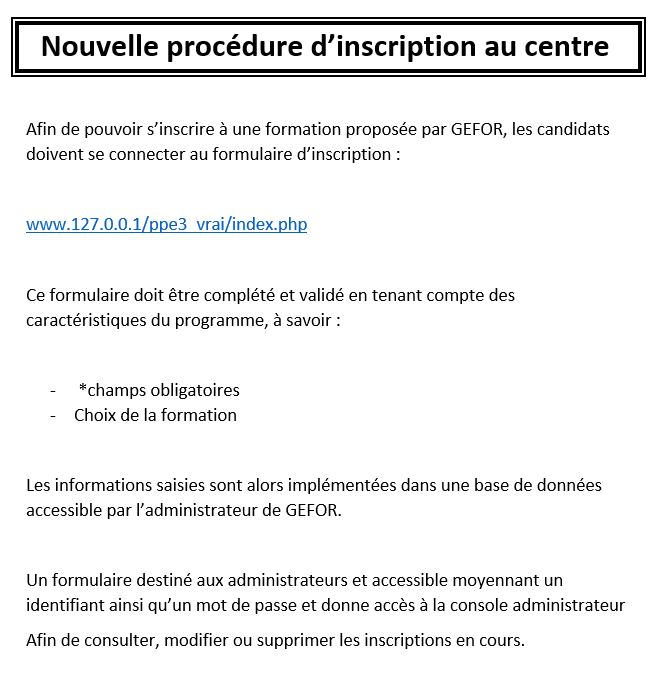 Nouvelle procédure d’inscription au centre
Afin de pouvoir s’inscrire à une formation proposée par GEFOR, les candidats
doivent se connecter au formulaire d’inscription :
www.127.0.0.1/ppe3_vrai/index.php
Ce formulaire doit être complété et validé en tenant compte des
caractéristiques du programme, à savoir :
- *champs obligatoires
- Choix de la formation
Les informations saisies sont alors implémentées dans une base de données
accessible par l’administrateur de GEFOR.
Un formulaire destiné aux administrateurs et accessible moyennant un
identifiant ainsi qu’un mot de passe et donne accès à la console administrateur
Afin de consulter, modifier ou supprimer les inscriptions en cours.